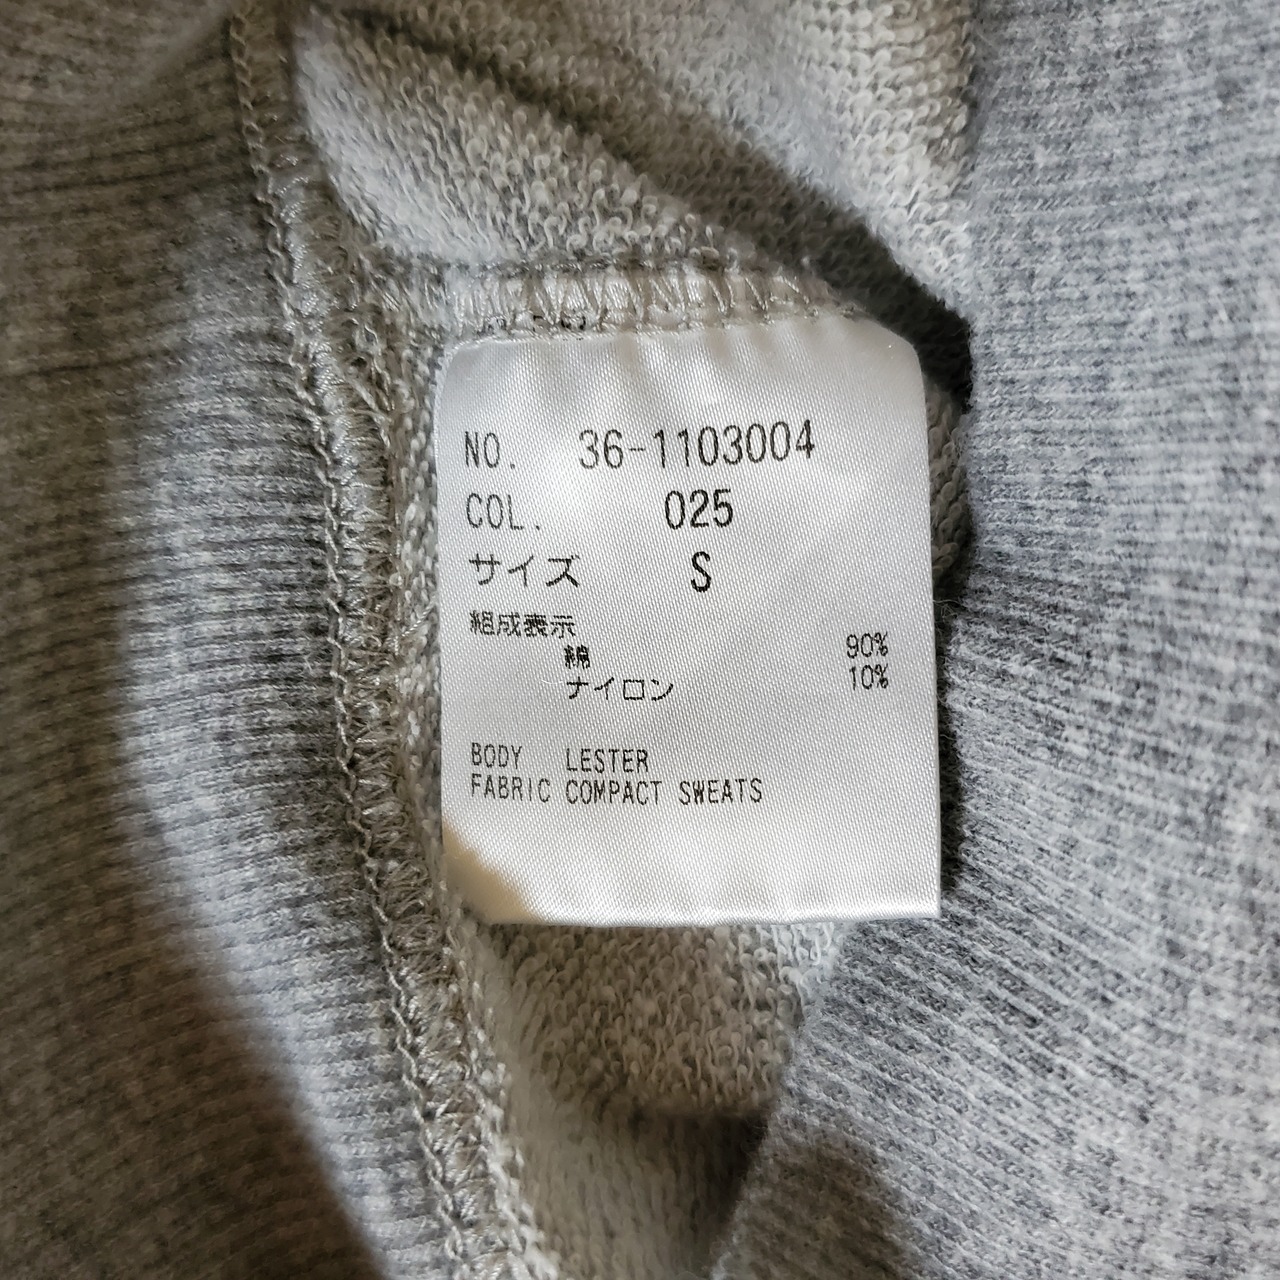 NO. 36-1103004
COL. 025
サイズ S
組成表示
綿 90%
ナイロン 10%
BODY LESTER
FABRIC COMPACT SWEATS